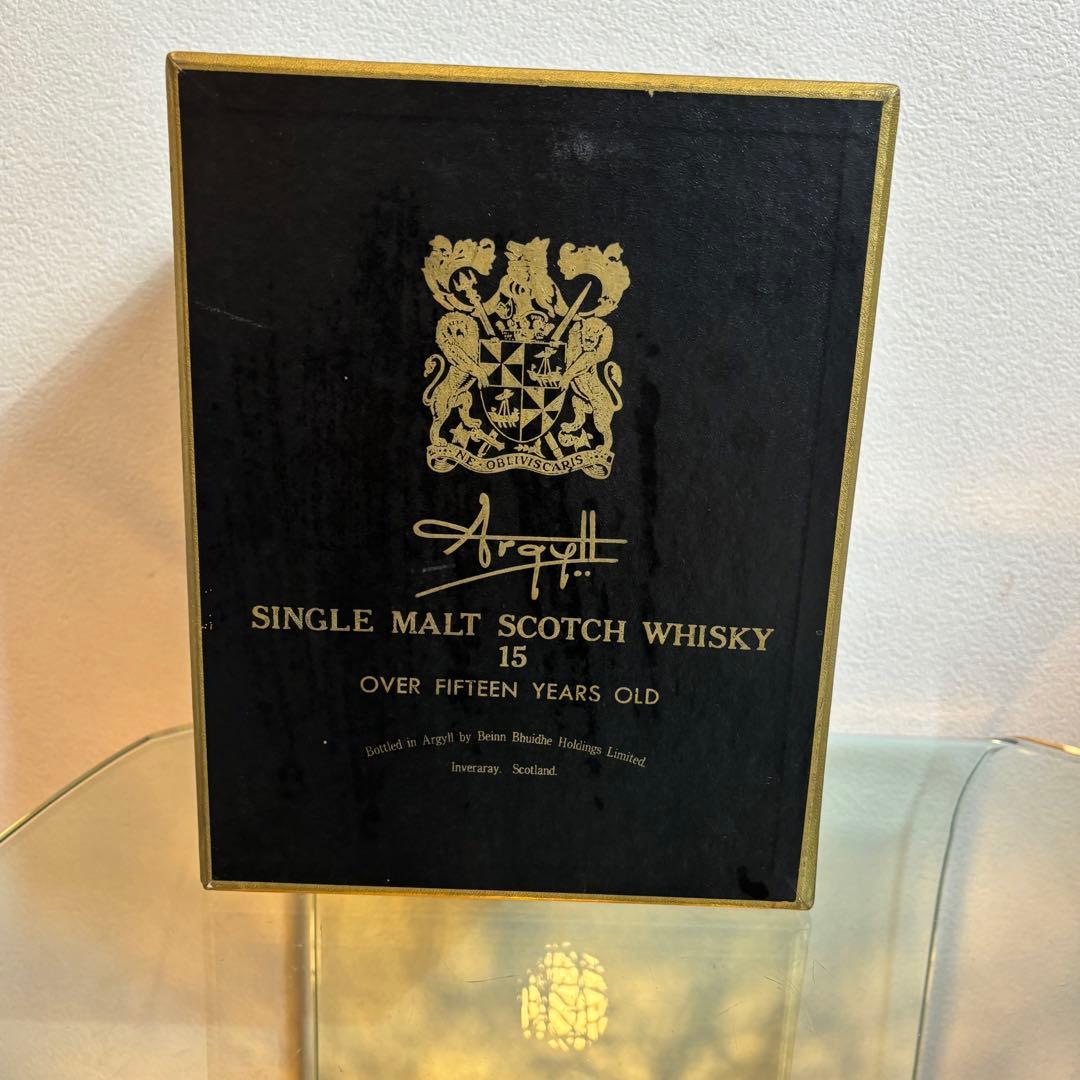 NE OBLIVISCARIS
Argyll
SINGLE MALT SCOTCH WHISKY
15
OVER FIFTEEN YEARS OLD
Bottled in Argyll by Beinn Bhuidhe Holdings Limited.
Inveraray. Scotland.